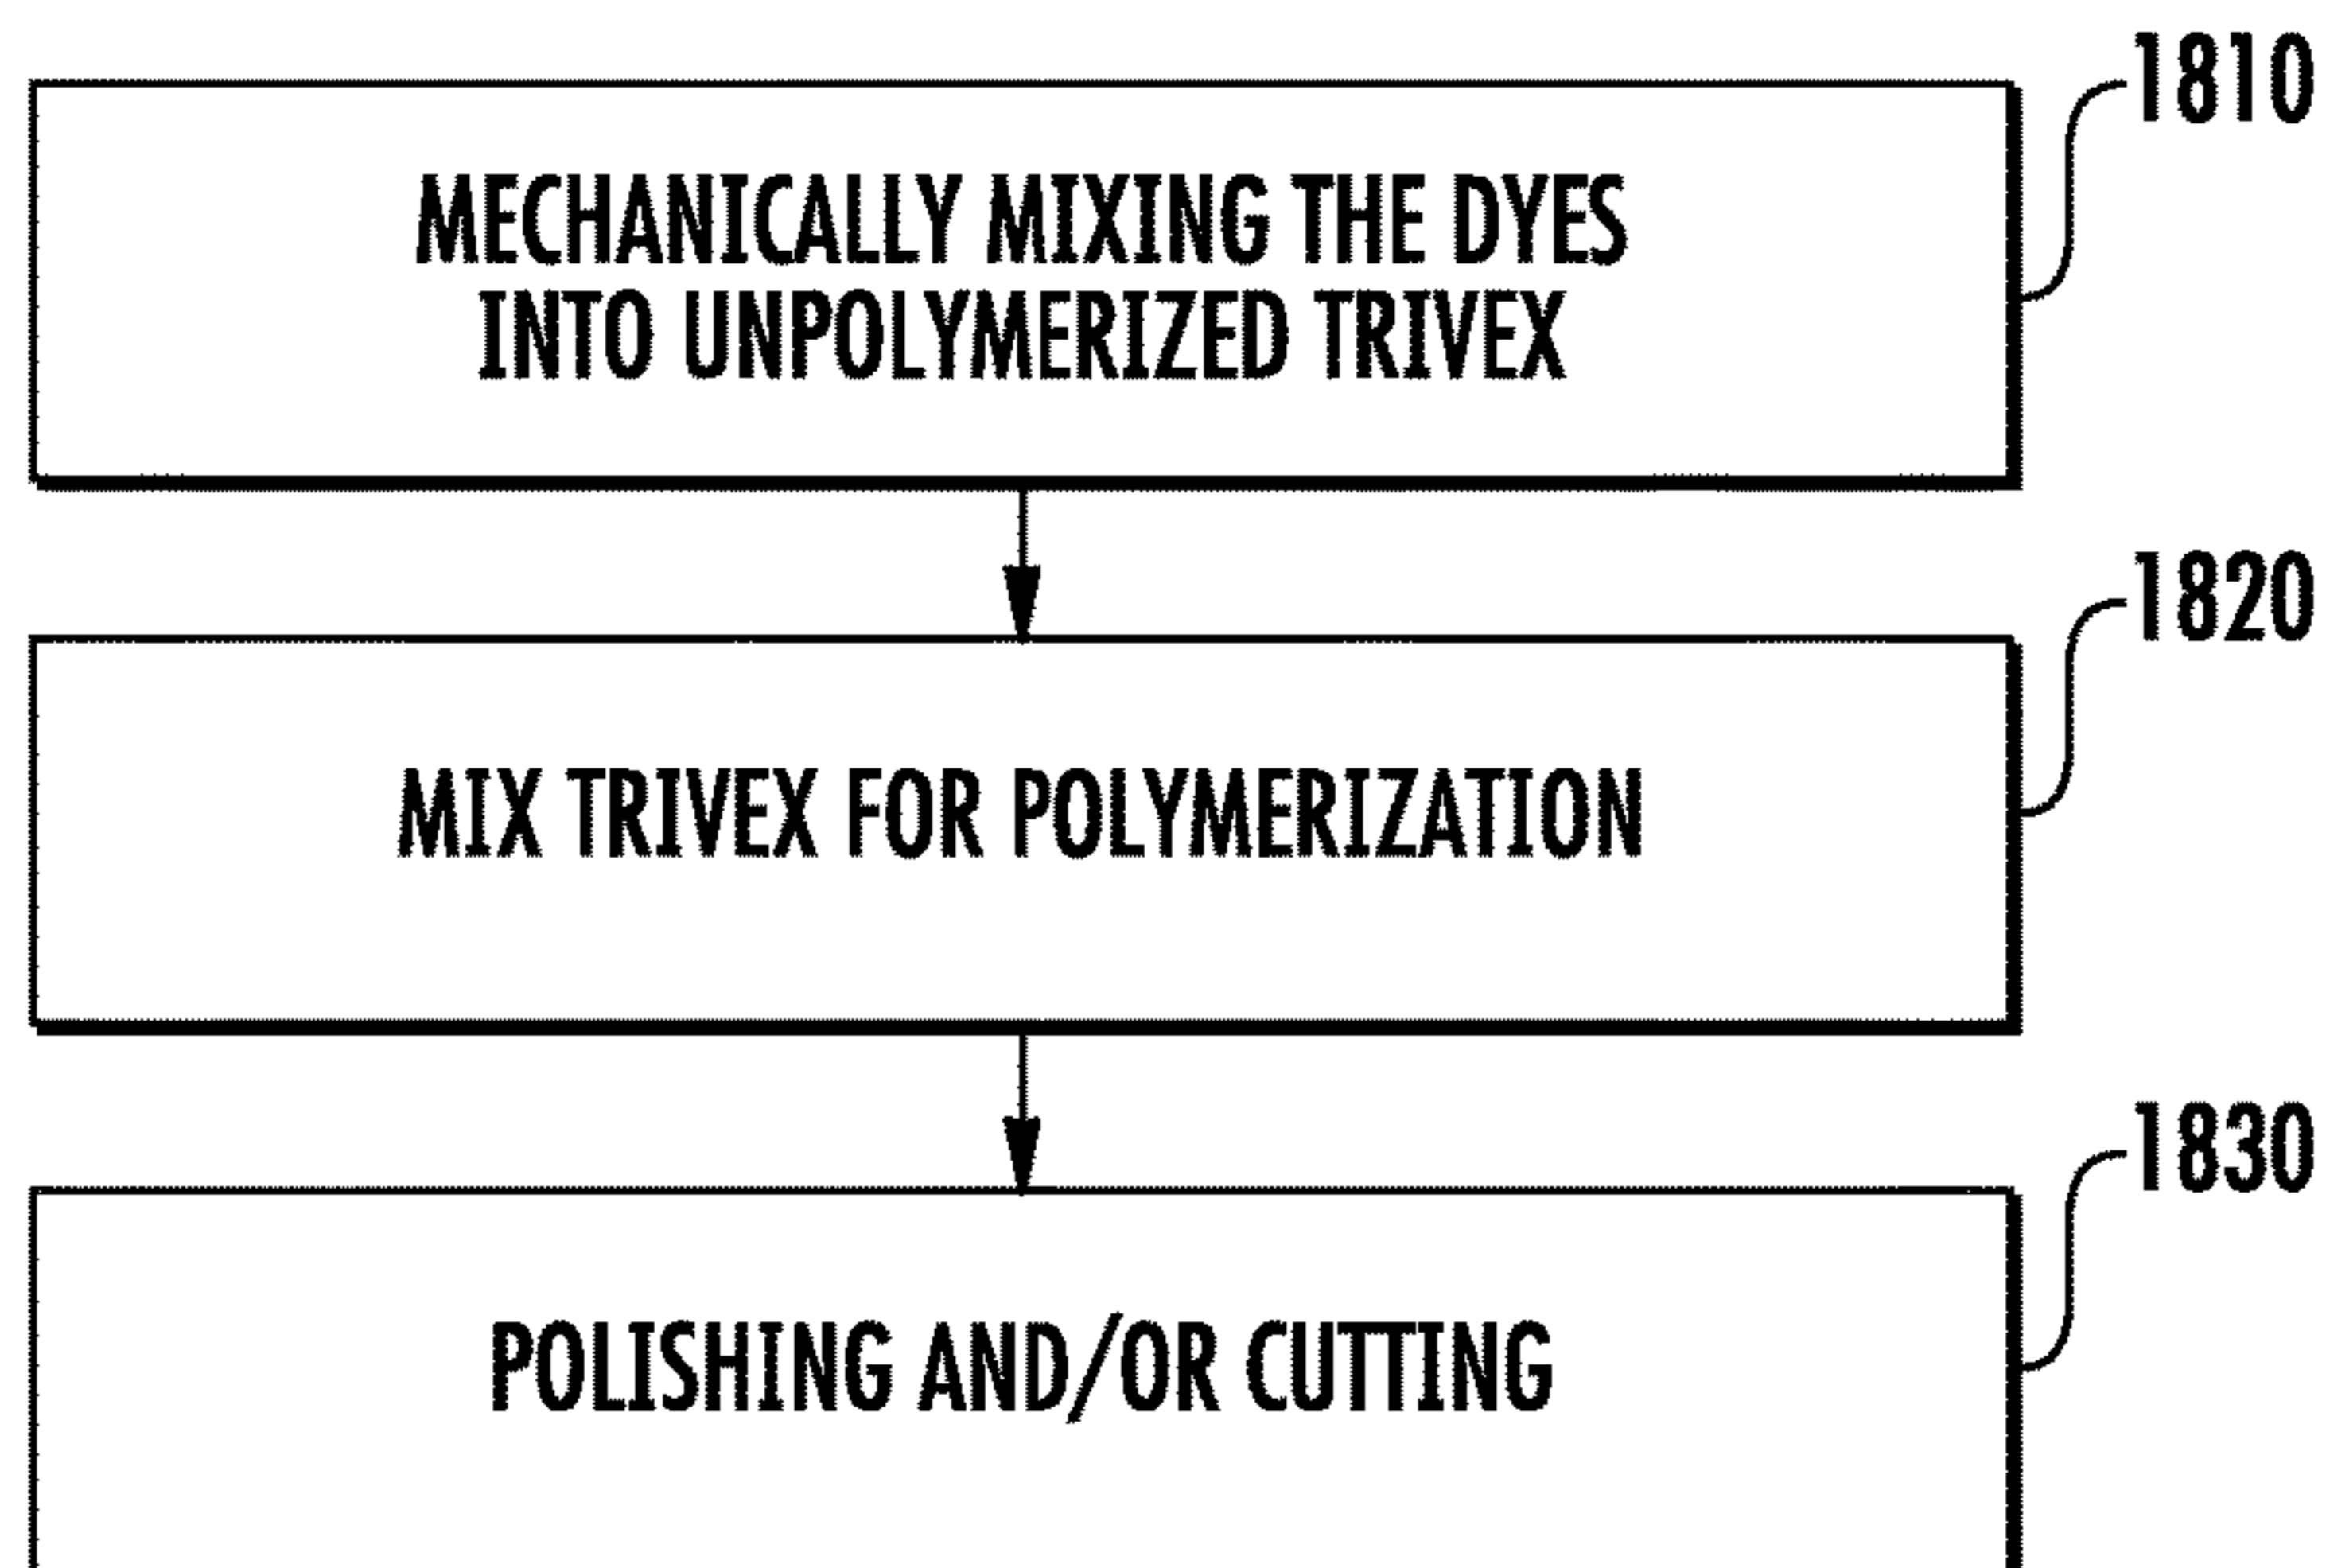 1810
MECHANICALLY MIXING THE DYES
INTO UNPOLYMERIZED TRIVEX
1820
MIX TRIVEX FOR POLYMERIZATION
1830
POLISHING AND/OR CUTTING